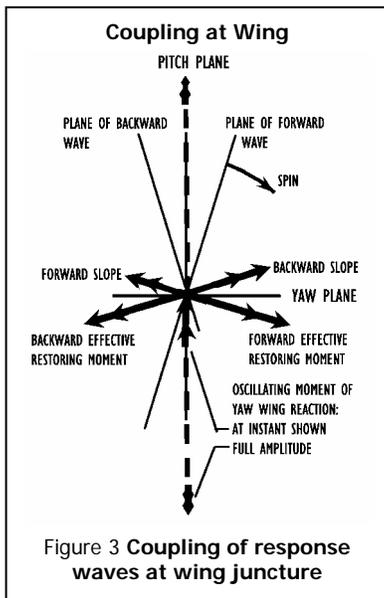 Coupling at Wing
PITCH PLANE
PLANE OF BACKWARD
WAVE
PLANE OF FORWARD
WAVE
SPIN
FORWARD SLOPE
BACKWARD SLOPE
YAW PLANE
BACKWARD EFFECTIVE
RESTORING MOMENT
FORWARD EFFECTIVE
RESTORING MOMENT
OSCILLATING MOMENT OF
YAW WING REACTION:
AT INSTANT SHOWN
FULL AMPLITUDE
Figure 3 Coupling of response
waves at wing juncture